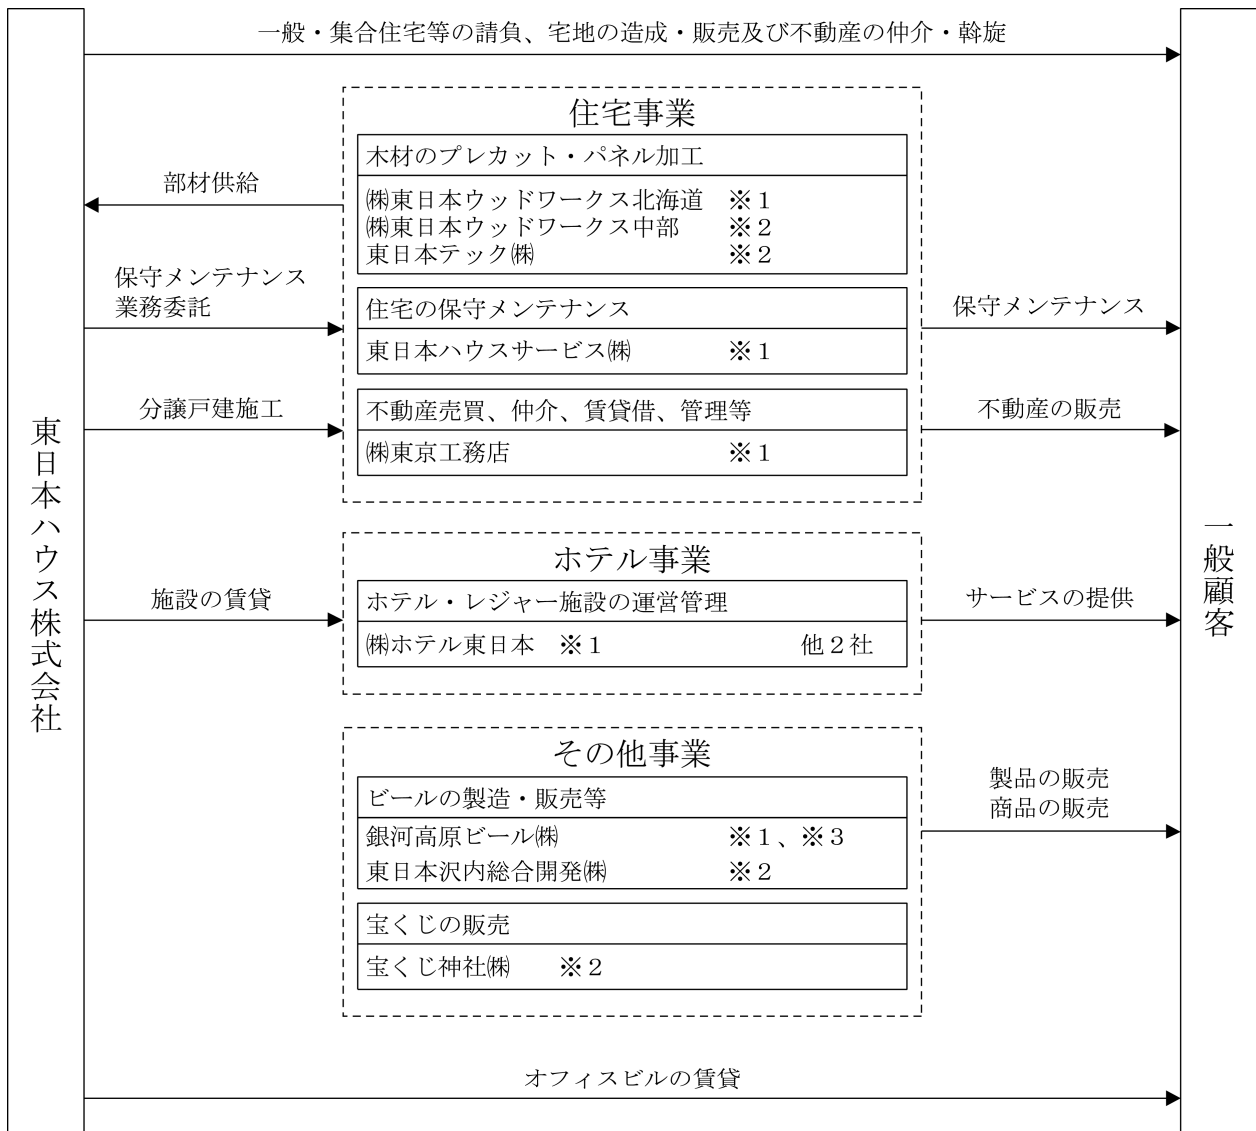 一般・集合住宅等の請負、宅地の造成・販売及び不動産の仲介・斡旋
東日本ハウス株式会社
住宅事業
木材のプレカット・パネル加工
㈱東日本ウッドワークス北海道 ※１
㈱東日本ウッドワークス中部 ※２
東日本テック㈱ ※２
部材供給
保守メンテナンス
業務委託
住宅の保守メンテナンス
東日本ハウスサービス㈱ ※１
保守メンテナンス
分譲戸建施工
不動産売買、仲介、賃貸借、管理等
㈱東京工務店 ※１
不動産の販売
ホテル事業
施設の賃貸
ホテル・レジャー施設の運営管理
㈱ホテル東日本 ※１ 他２社
サービスの提供
その他事業
ビールの製造・販売等
銀河高原ビール㈱ ※１、※３
東日本沢内総合開発㈱ ※２
製品の販売
商品の販売
宝くじの販売
宝くじ神社㈱ ※２
オフィスビルの賃貸
一般顧客